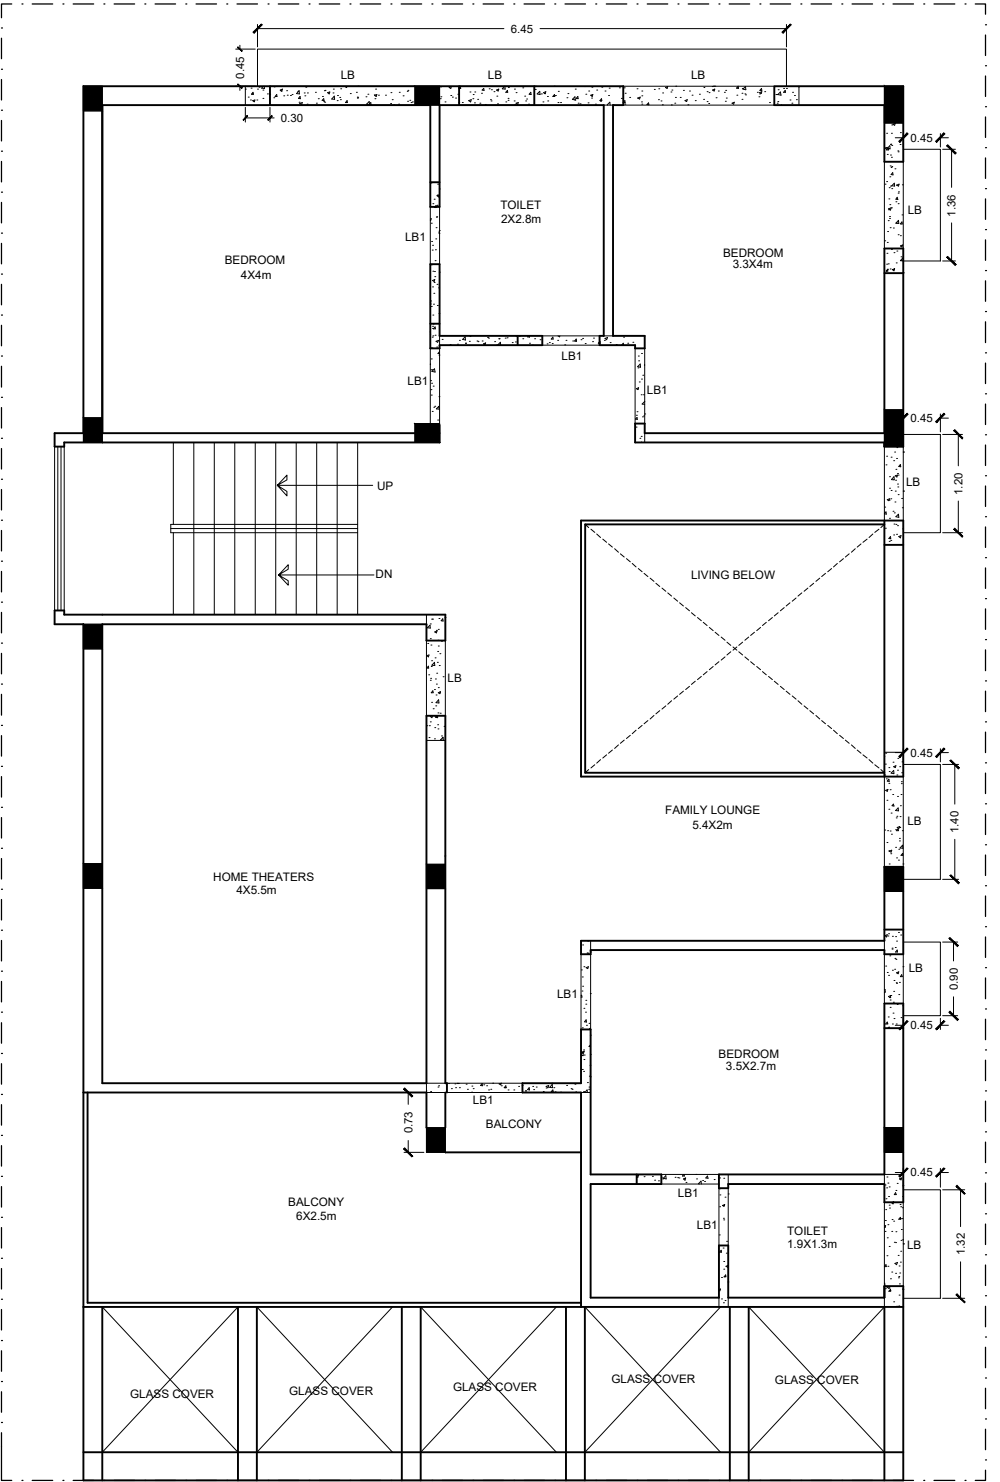 6.45
0.45
LB
LB
LB
0.30
0.45
1.36
LB
TOILET
2X2.8m
LB1
BEDROOM
4X4m
BEDROOM
3.3X4m
LB1
LB1
LB1
0.45
LB
1.20
UP
DN
LIVING BELOW
LB
0.45
FAMILY LOUNGE
5.4X2m
LB
1.40
HOME THEATERS
4X5.5m
LB
0.90
LB1
0.45
BEDROOM
3.5X2.7m
LB1
0.73
BALCONY
0.45
LB1
BALCONY
6X2.5m
LB1
TOILET
1.9X1.3m
LB
1.32
GLASS COVER
GLASS COVER
GLASS COVER
GLASS COVER
GLASS COVER